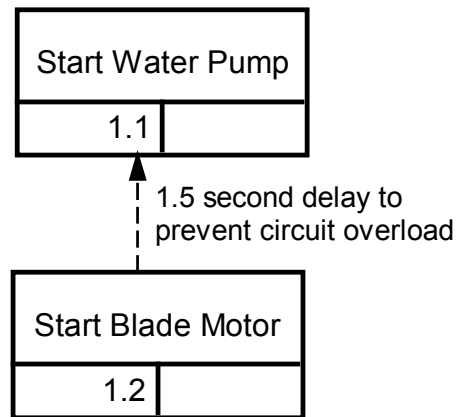 Start Water Pump
1.1
1.5 second delay to
prevent circuit overload
Start Blade Motor
1.2